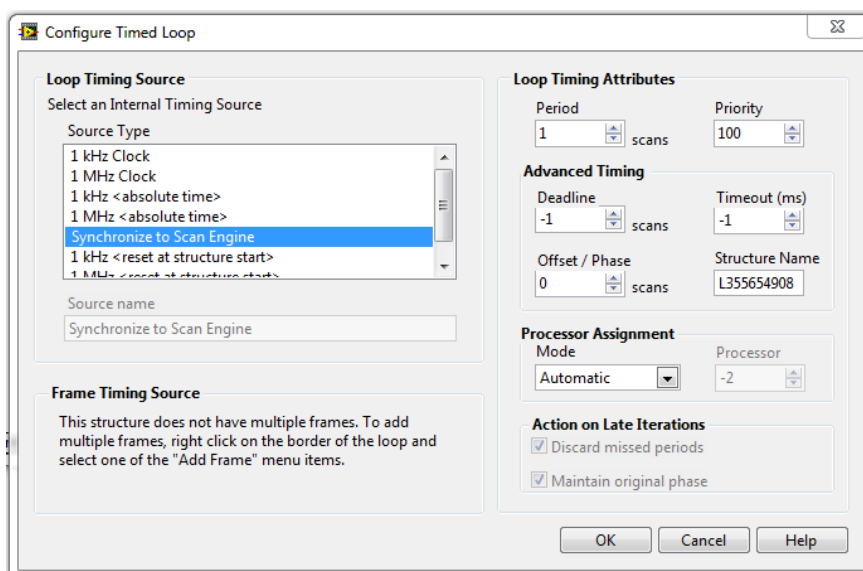 Configure Timed Loop
Loop Timing Source
Select an Internal Timing Source
Source Type
1 kHz Clock
1 MHz Clock
1 kHz <absolute time>
1 MHz <absolute time>
Synchronize to Scan Engine
1 kHz <reset at structure start>
1 MHz <reset at structure start>
Source name
Synchronize to Scan Engine
Frame Timing Source
This structure does not have multiple frames. To add
multiple frames, right click on the border of the loop and
select one of the "Add Frame" menu items.
Loop Timing Attributes
Period
Priority
1 scans
100
Advanced Timing
Deadline
Timeout (ms)
-1 scans
-1
Offset / Phase
Structure Name
0 scans
L355654908
Processor Assignment
Mode
Processor
Automatic
-2
Action on Late Iterations
Discard missed periods
Maintain original phase
OK
Cancel
Help